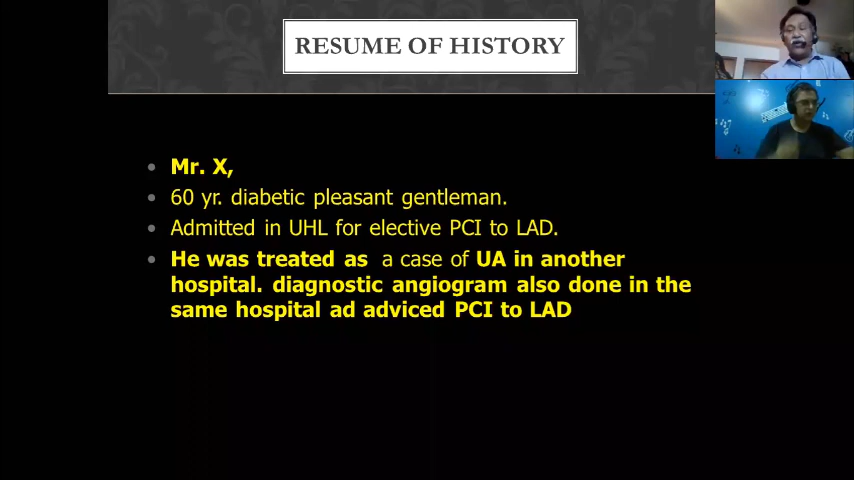 RESUME OF HISTORY
Mr. X,
60 yr. diabetic pleasant gentleman.
Admitted in UHL for elective PCI to LAD.
He was treated as a case of UA in another
hospital. diagnostic angiogram also done in the
same hospital ad adviced PCI to LAD